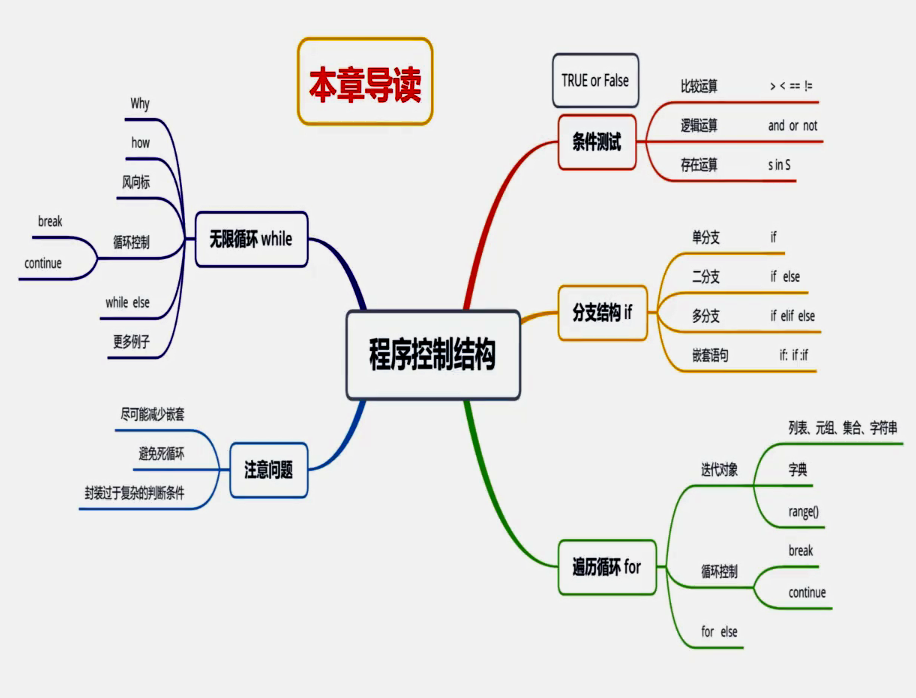 本章导读
程序控制结构
TRUE or False
条件测试
比较运算 > < == !=
逻辑运算 and or not
存在运算 s in S
分支结构 if
单分支 if
二分支 if else
多分支 if elif else
嵌套语句 if: if :if
遍历循环 for
迭代对象
列表、元组、集合、字符串
字典
range()
循环控制
break
continue
for else
无限循环 while
Why
how
风向标
循环控制
break
continue
while else
更多例子
注意问题
尽可能减少嵌套
避免死循环
封装过于复杂的判断条件